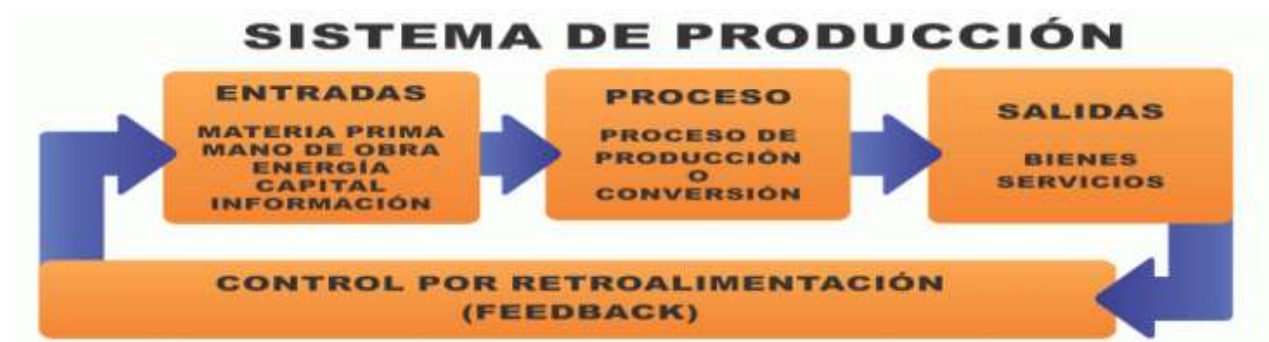 SISTEMA DE PRODUCCIÓN
ENTRADAS
MATERIA PRIMA
MANO DE OBRA
ENERGÍA
CAPITAL
INFORMACIÓN
PROCESO
PROCESO DE
PRODUCCIÓN
O
CONVERSIÓN
SALIDAS
BIENES
SERVICIOS
CONTROL POR RETROALIMENTACIÓN
(FEEDBACK)